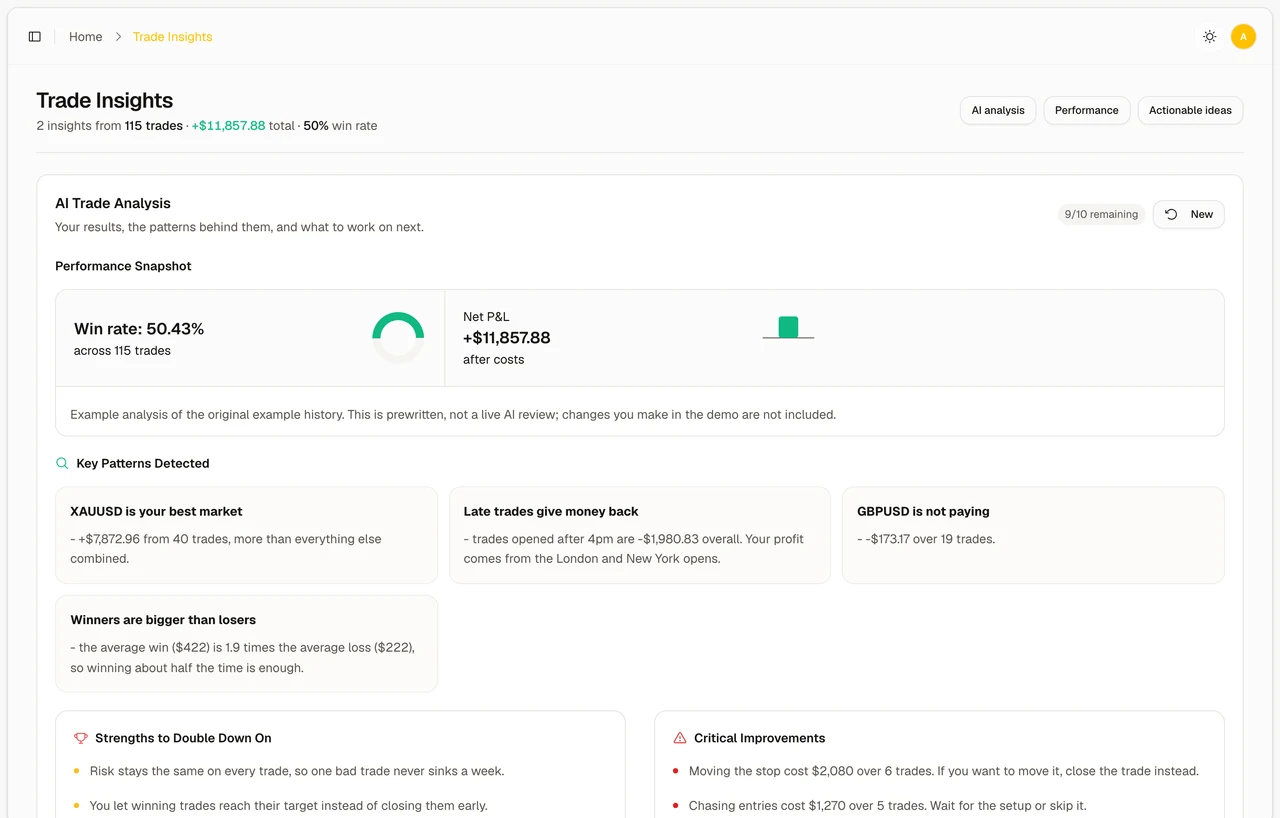 Home > Trade Insights
A
Trade Insights
2 insights from 115 trades · +$11,857.88 total · 50% win rate
AI analysis
Performance
Actionable ideas
AI Trade Analysis
Your results, the patterns behind them, and what to work on next.
9/10 remaining
New
Performance Snapshot
Win rate: 50.43%
across 115 trades
Net P&L
+$11,857.88
after costs
Example analysis of the original example history. This is prewritten, not a live AI review; changes you make in the demo are not included.
Key Patterns Detected
XAUUSD is your best market
- +$7,872.96 from 40 trades, more than everything else
combined.
Late trades give money back
- trades opened after 4pm are -$1,980.83 overall. Your profit
comes from the London and New York opens.
GBPUSD is not paying
- -$173.17 over 19 trades.
Winners are bigger than losers
- the average win ($422) is 1.9 times the average loss ($222),
so winning about half the time is enough.
Strengths to Double Down On
Risk stays the same on every trade, so one bad trade never sinks a week.
You let winning trades reach their target instead of closing them early.
Critical Improvements
Moving the stop cost $2,080 over 6 trades. If you want to move it, close the trade instead.
Chasing entries cost $1,270 over 5 trades. Wait for the setup or skip it.